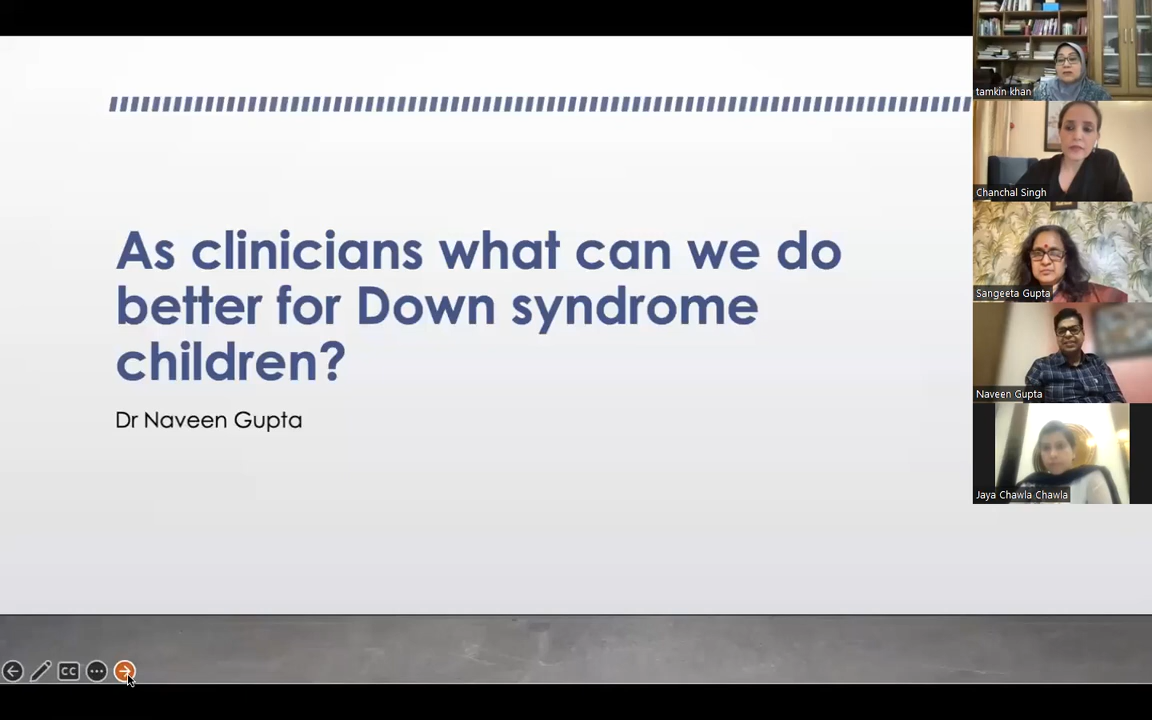 As clinicians what can we do
better for Down syndrome
children?
Dr Naveen Gupta
tamkin khan
Chanchal Singh
Sangeeta Gupta
Naveen Gupta
Jaya Chawla Chawla
CC